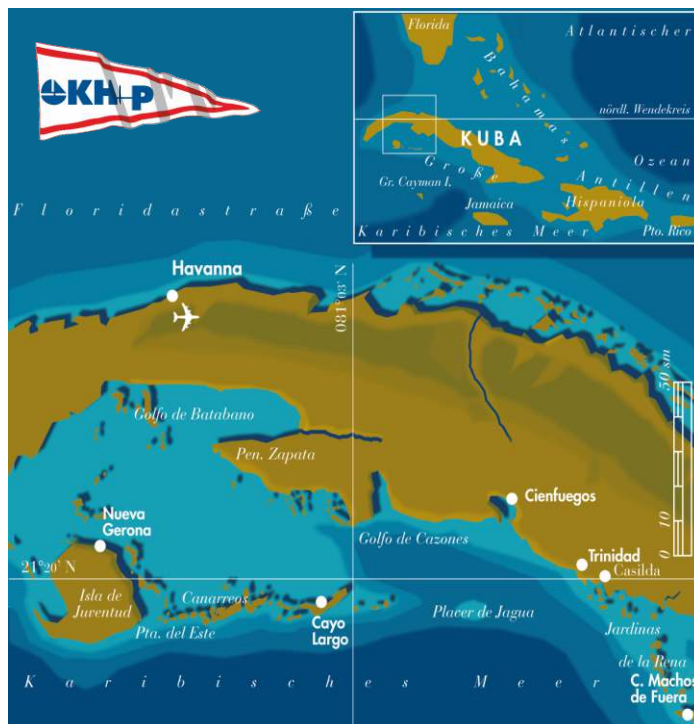 KH+P
Florida
Atlantischer
Bahamas
nördl. Wendekreis
KUBA
Ozean
Große
Antillen
Gr. Cayman I.
Jamaica
Hispaniola
Karibisches Meer
Pto. Rico
Floridastraße
Havanna
081°03' N
50 sm
Golfo de Batabano
Pen. Zapata
Cienfuegos
Nueva
Gerona
Golfo de Cazones
10
0
21°20' N
Trinidad
Casilda
Isla de
Juventud
Canarreos
Cayo
Largo
Placer de Jagua
Pta. del Este
Jardinas
de la Rena
Karibisches Meer
C. Machos
de Fuera